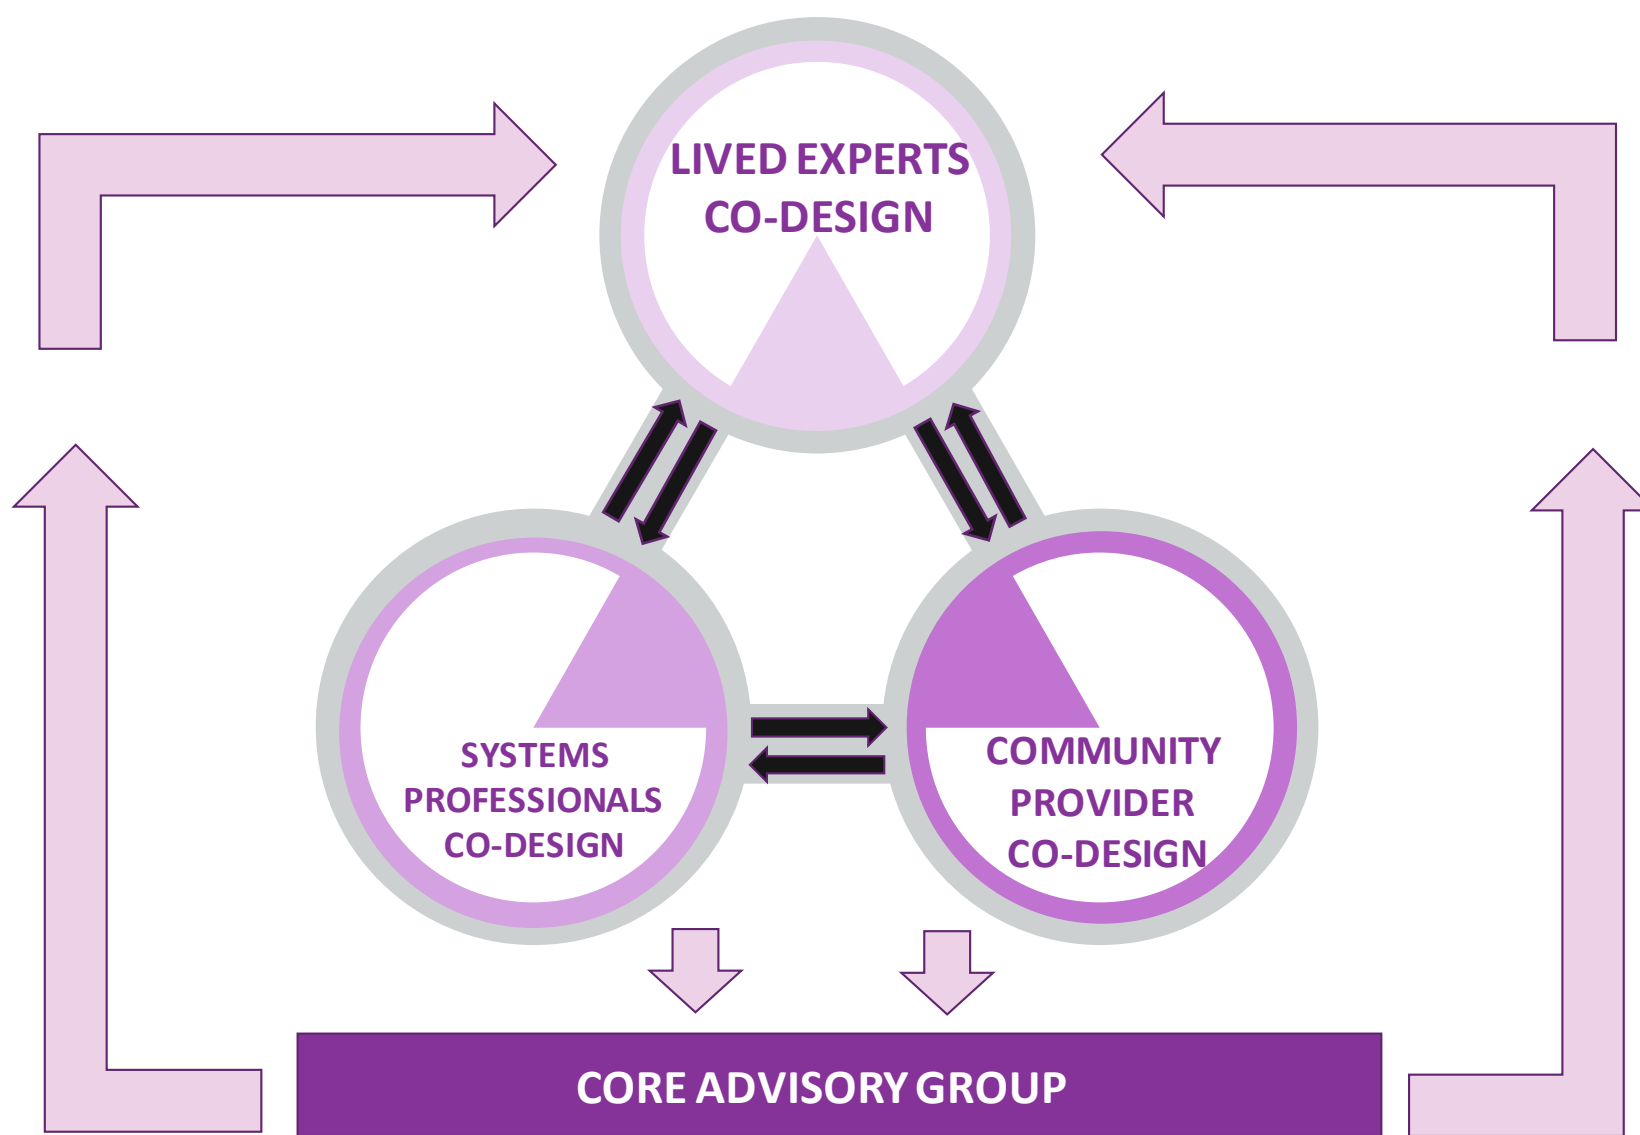 LIVED EXPERTS
CO-DESIGN
SYSTEMS
PROFESSIONALS
CO-DESIGN
COMMUNITY
PROVIDER
CO-DESIGN
CORE ADVISORY GROUP